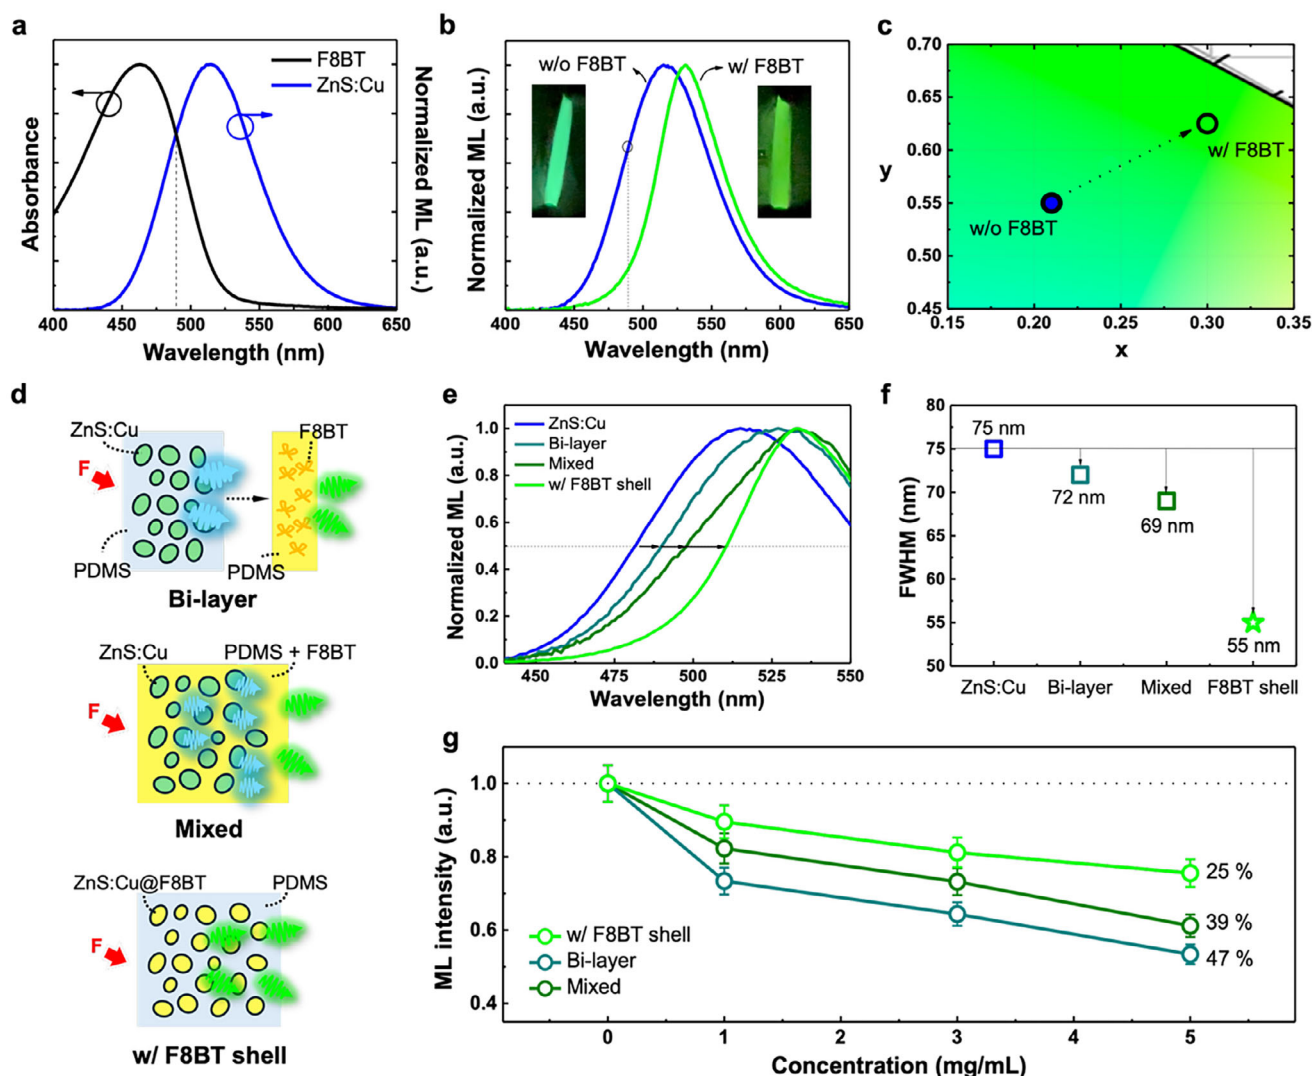 a
F8BT
ZnS:Cu
Absorbance
Normalized ML (a.u.)
400 450 500 550 600 650
Wavelength (nm)
b
w/o F8BT
w/ F8BT
Normalized ML (a.u.)
400 450 500 550 600 650
Wavelength (nm)
c
0.70
0.65
0.60
0.55
0.50
0.45
y
w/ F8BT
w/o F8BT
0.15 0.20 0.25 0.30 0.35
x
d
ZnS:Cu
F8BT
F
PDMS
PDMS
Bi-layer
ZnS:Cu
PDMS + F8BT
F
Mixed
ZnS:Cu@F8BT
PDMS
F
w/ F8BT shell
e
ZnS:Cu
Bi-layer
Mixed
w/ F8BT shell
Normalized ML (a.u.)
1.0
0.8
0.6
0.4
0.2
0.0
450 475 500 525 550
Wavelength (nm)
f
FWHM (nm)
80
75
70
65
60
55
50
75 nm
72 nm
69 nm
55 nm
ZnS:Cu Bi-layer Mixed F8BT shell
g
ML intensity (a.u.)
1.0
0.8
0.6
0.4
25 %
39 %
47 %
w/ F8BT shell
Bi-layer
Mixed
0 1 2 3 4 5
Concentration (mg/mL)